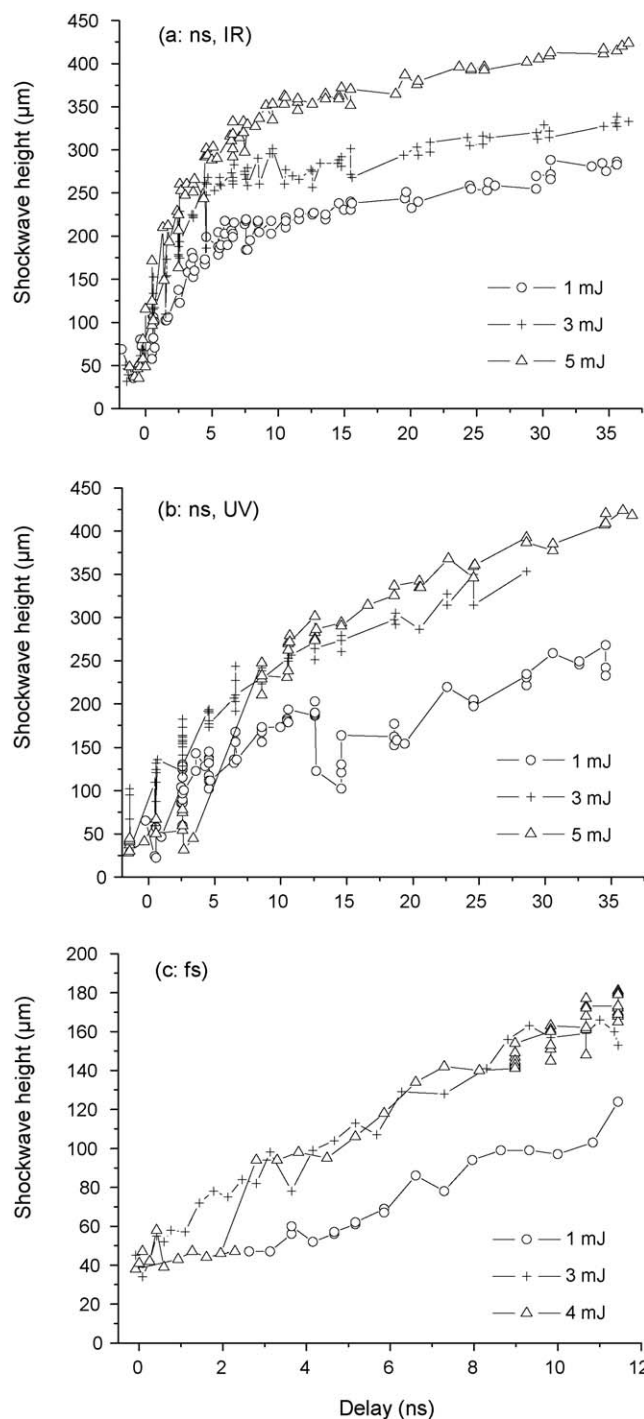 (a: ns, IR)
Shockwave height (µm)
450
400
350
300
250
200
150
100
50
0
1 mJ
3 mJ
5 mJ
0 5 10 15 20 25 30 35
(b: ns, UV)
Shockwave height (µm)
450
400
350
300
250
200
150
100
50
0
1 mJ
3 mJ
5 mJ
0 5 10 15 20 25 30 35
(c: fs)
Shockwave height (µm)
200
180
160
140
120
100
80
60
40
20
0
1 mJ
3 mJ
4 mJ
0 2 4 6 8 10 12
Delay (ns)